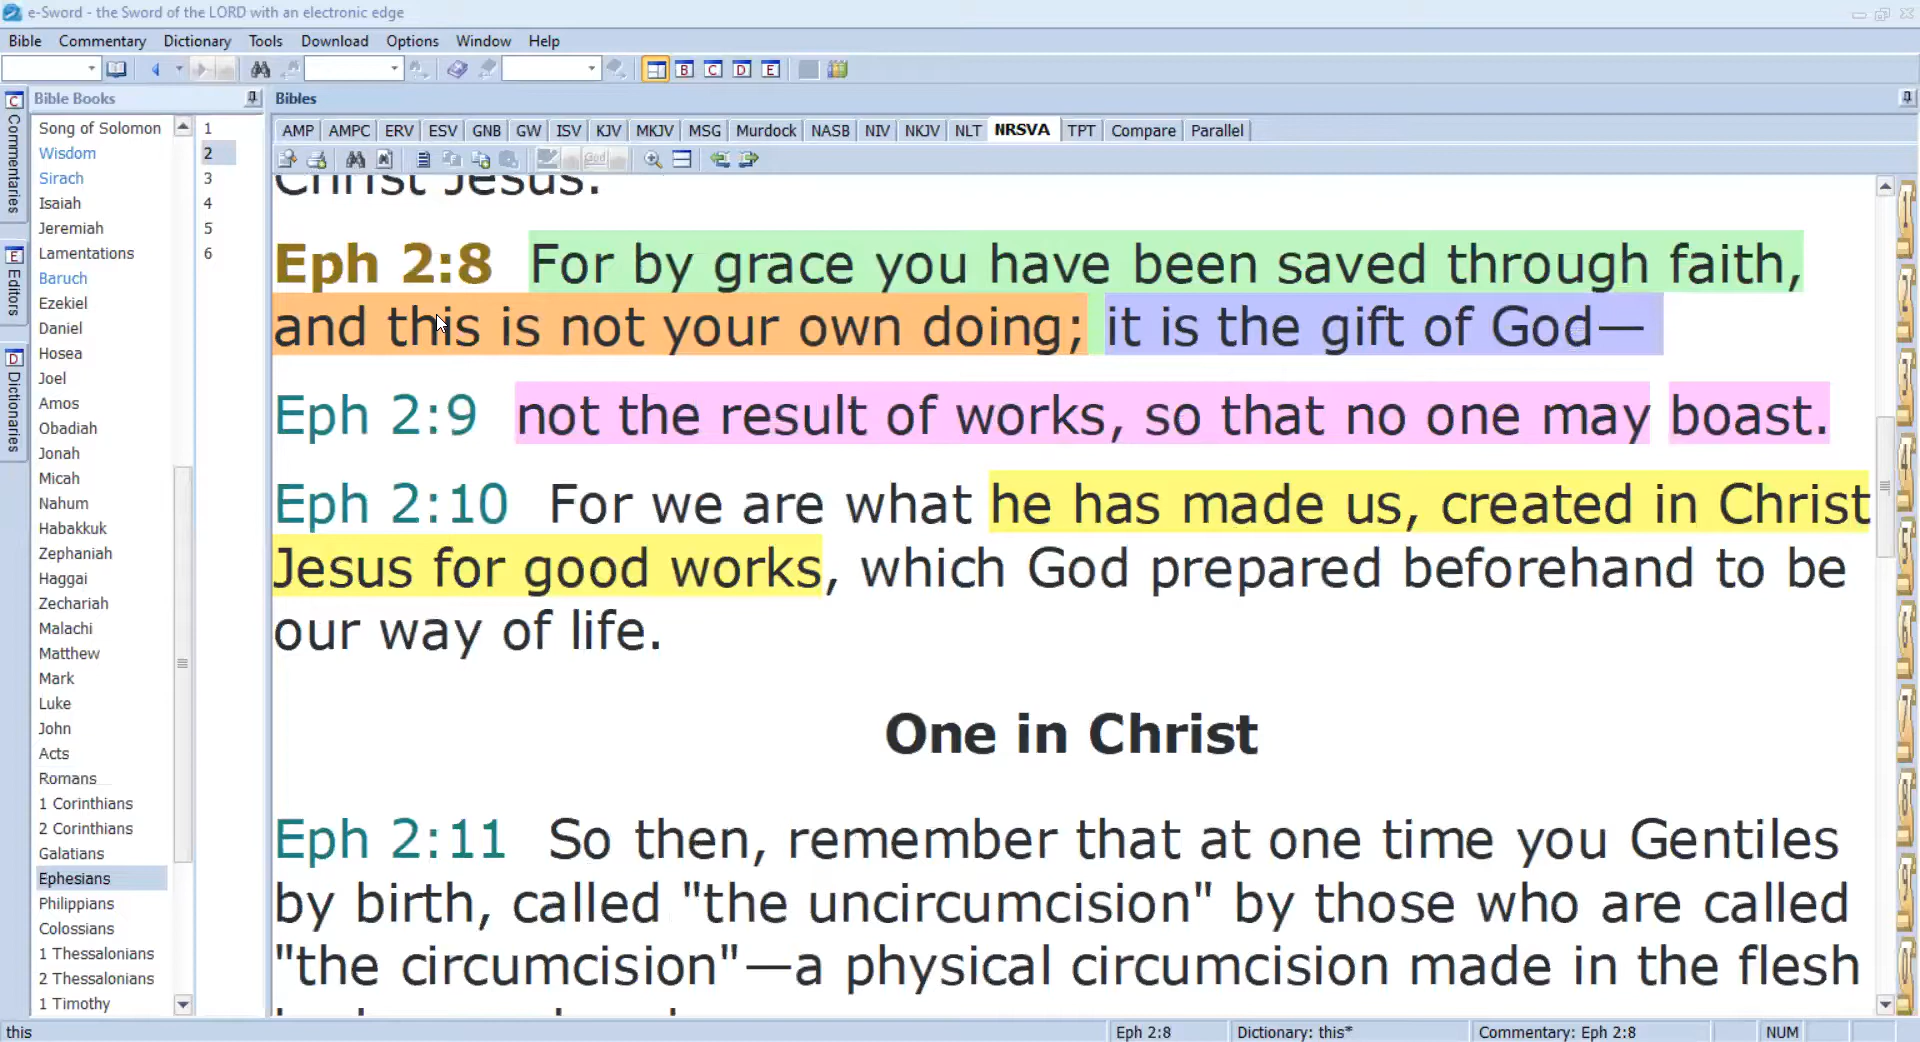 e-Sword - the Sword of the LORD with an electronic edge
Bible Commentary Dictionary Tools Download Options Window Help
B C D E
Bible Books
Bibles
C Commentaries
E Editors
D Dictionaries
Song of Solomon
Wisdom
Sirach
Isaiah
Jeremiah
Lamentations
Baruch
Ezekiel
Daniel
Hosea
Joel
Amos
Obadiah
Jonah
Micah
Nahum
Habakkuk
Zephaniah
Haggai
Zechariah
Malachi
Matthew
Mark
Luke
John
Acts
Romans
1 Corinthians
2 Corinthians
Galatians
Ephesians
Philippians
Colossians
1 Thessalonians
2 Thessalonians
1 Timothy
1
2
3
4
5
6
AMP AMPC ERV ESV GNB GW ISV KJV MKJV MSG Murdock NASB NIV NKJV NLT NRSVA TPT Compare Parallel
God
Christ Jesus.
Eph 2:8 For by grace you have been saved through faith,
and this is not your own doing; it is the gift of God—
Eph 2:9 not the result of works, so that no one may boast.
Eph 2:10 For we are what he has made us, created in Christ
Jesus for good works, which God prepared beforehand to be
our way of life.
One in Christ
Eph 2:11 So then, remember that at one time you Gentiles
by birth, called "the uncircumcision" by those who are called
"the circumcision"—a physical circumcision made in the flesh
this
Eph 2:8
Dictionary: this*
Commentary: Eph 2:8
NUM